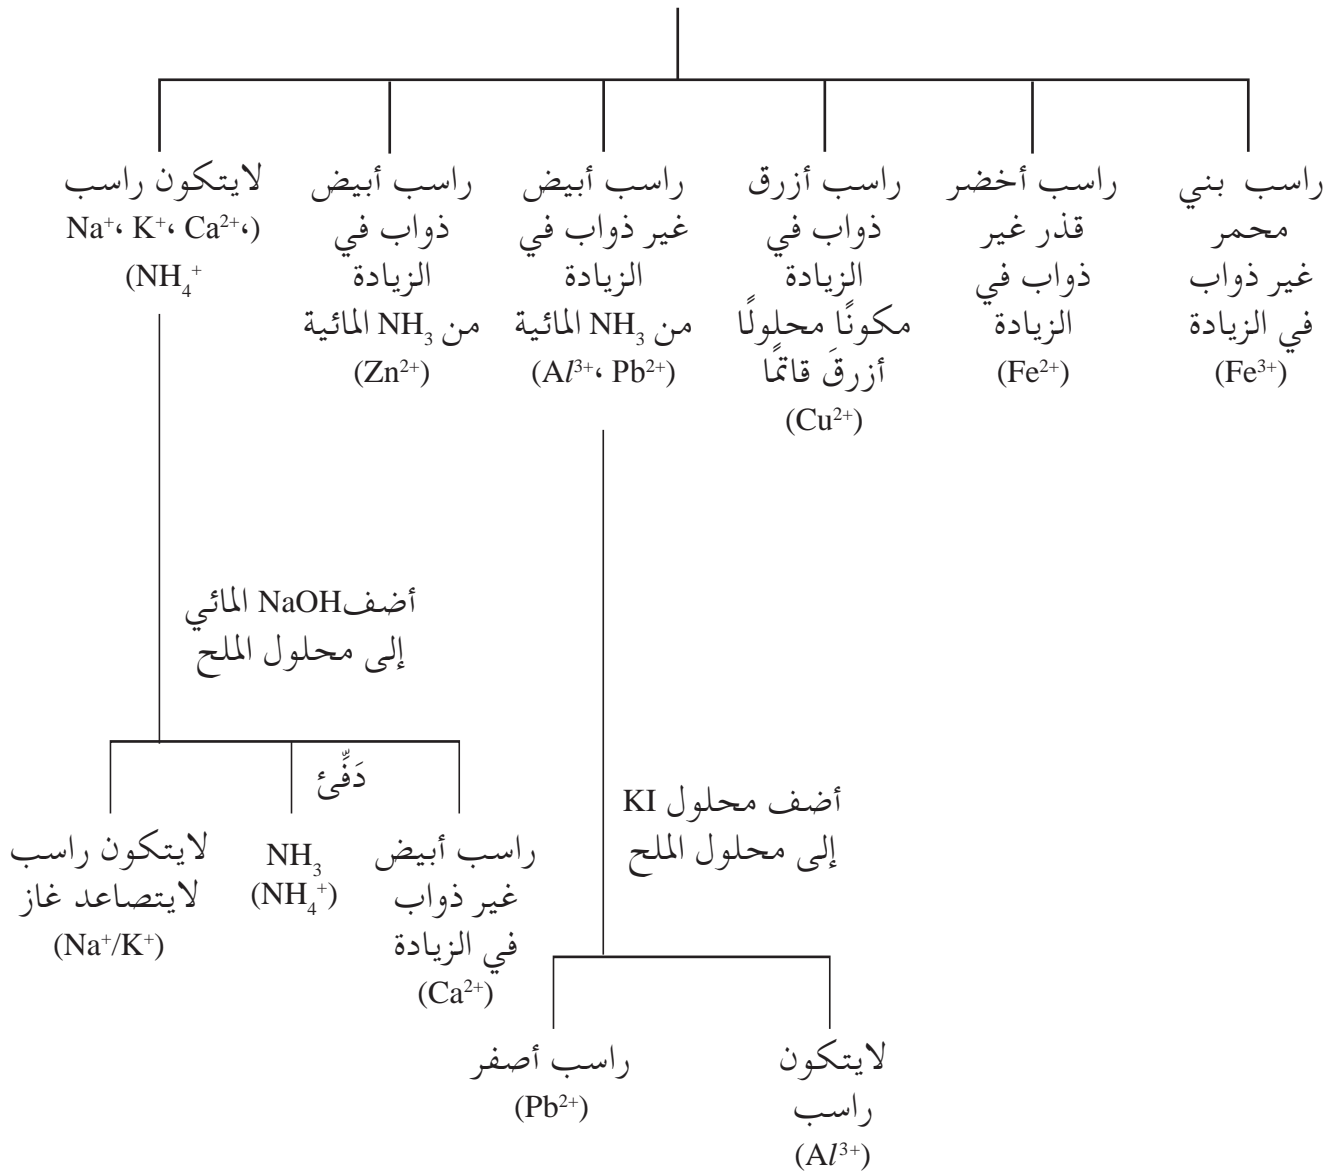 راسب بني
محمر
غير ذواب
في الزيادة
(Fe³⁺)
راسب أخضر
قذر غير
ذواب في
الزيادة
(Fe²⁺)
راسب أزرق
ذواب في
الزيادة
مكونًا محلولًا
أزرقَ قاتمًا
(Cu²⁺)
راسب أبيض
غير ذواب في
الزيادة
من NH₃ المائية
(Al³⁺، Pb²⁺)
راسب أبيض
ذواب في
الزيادة
من NH₃ المائية
(Zn²⁺)
لايتكون راسب
(Na⁺، K⁺، Ca²⁺،
NH₄⁺)
أضف NaOH المائي
إلى محلول الملح
دَفِّئ
راسب أبيض
غير ذواب
في الزيادة
(Ca²⁺)
NH₃
(NH₄⁺)
لايتكون راسب
لايتصاعد غاز
(Na⁺/K⁺)
أضف محلول KI
إلى محلول الملح
لايتكون
راسب
(Al³⁺)
راسب أصفر
(Pb²⁺)